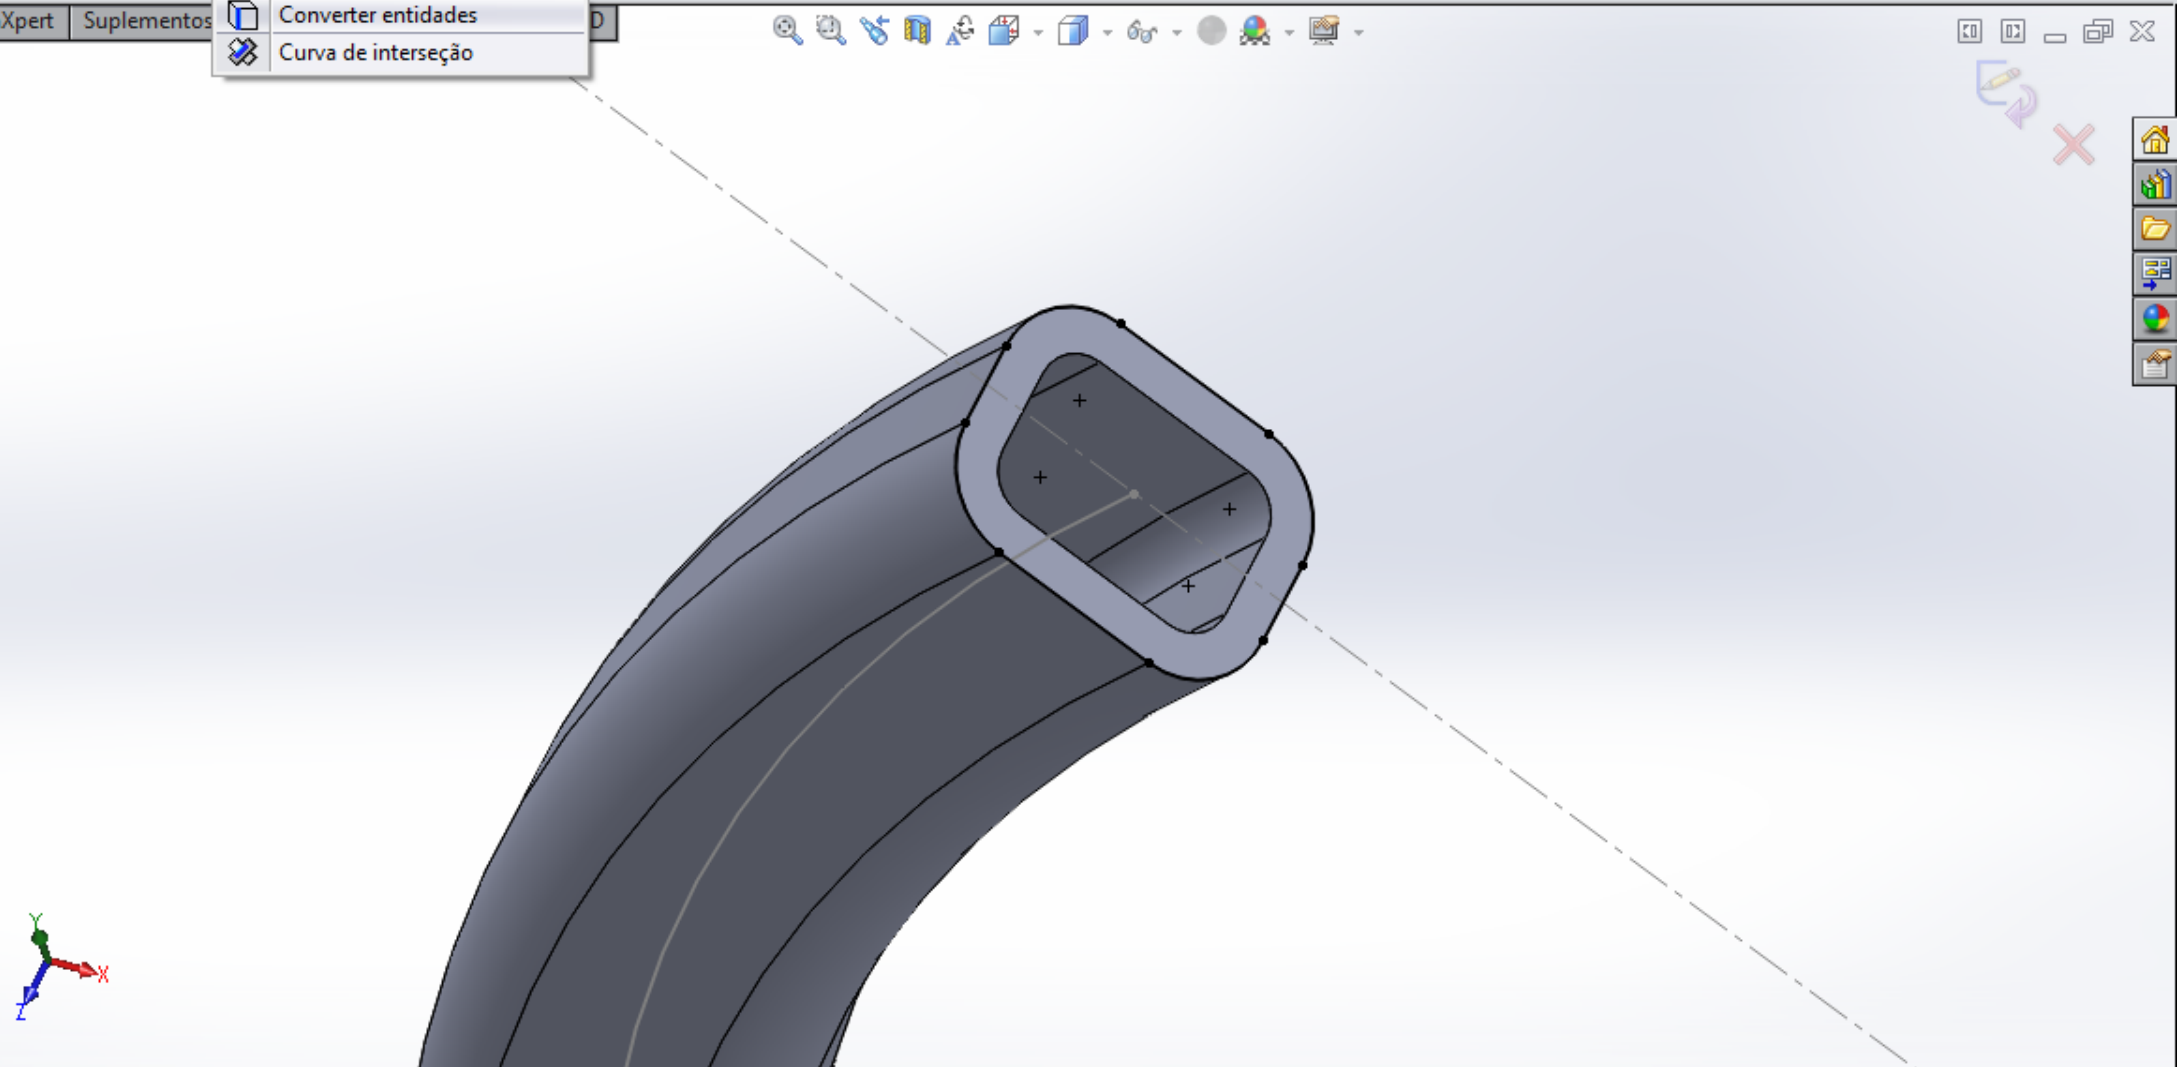 Xpert
Suplementos
Converter entidades
D
Curva de interseção
Y
X
Z